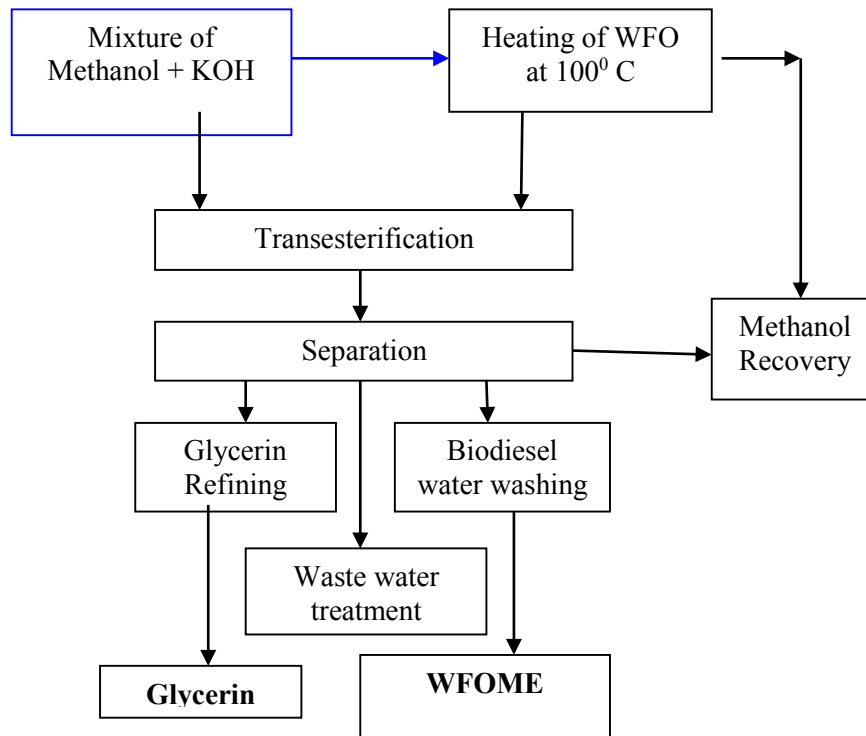 Mixture of
Methanol + KOH
Heating of WFO
at 100⁰ C
Transesterification
Separation
Methanol
Recovery
Glycerin
Refining
Biodiesel
water washing
Waste water
treatment
Glycerin
WFOME